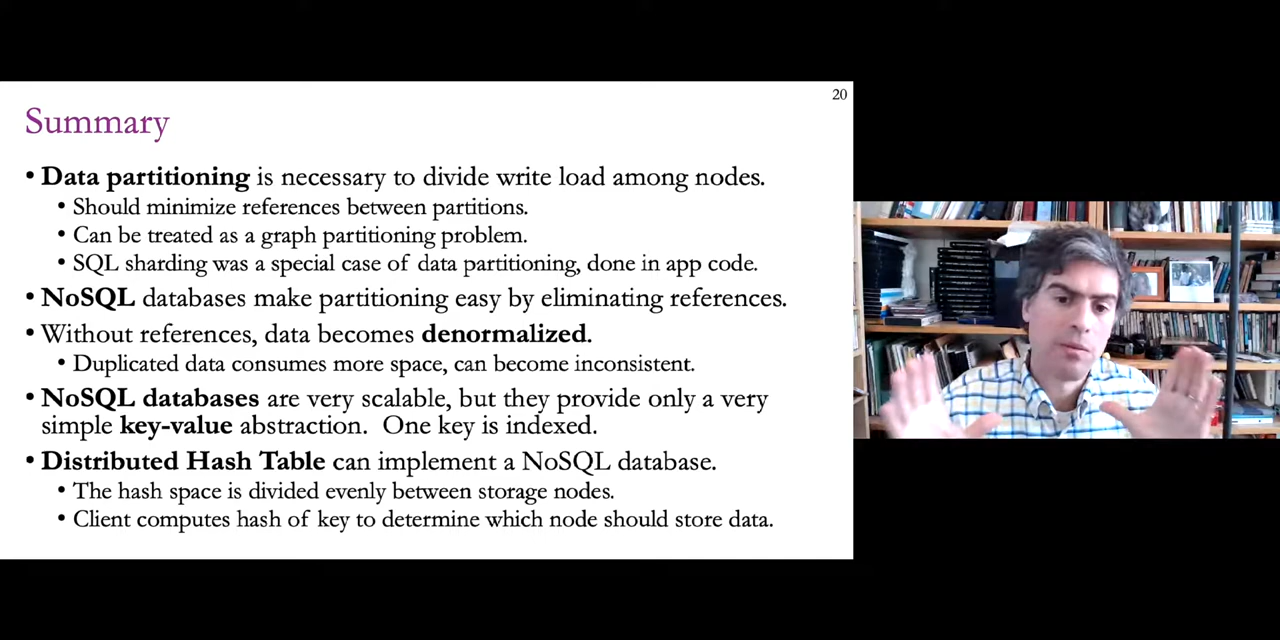 20
Summary
• Data partitioning is necessary to divide write load among nodes.
• Should minimize references between partitions.
• Can be treated as a graph partitioning problem.
• SQL sharding was a special case of data partitioning, done in app code.
• NoSQL databases make partitioning easy by eliminating references.
• Without references, data becomes denormalized.
• Duplicated data consumes more space, can become inconsistent.
• NoSQL databases are very scalable, but they provide only a very
simple key-value abstraction. One key is indexed.
• Distributed Hash Table can implement a NoSQL database.
• The hash space is divided evenly between storage nodes.
• Client computes hash of key to determine which node should store data.